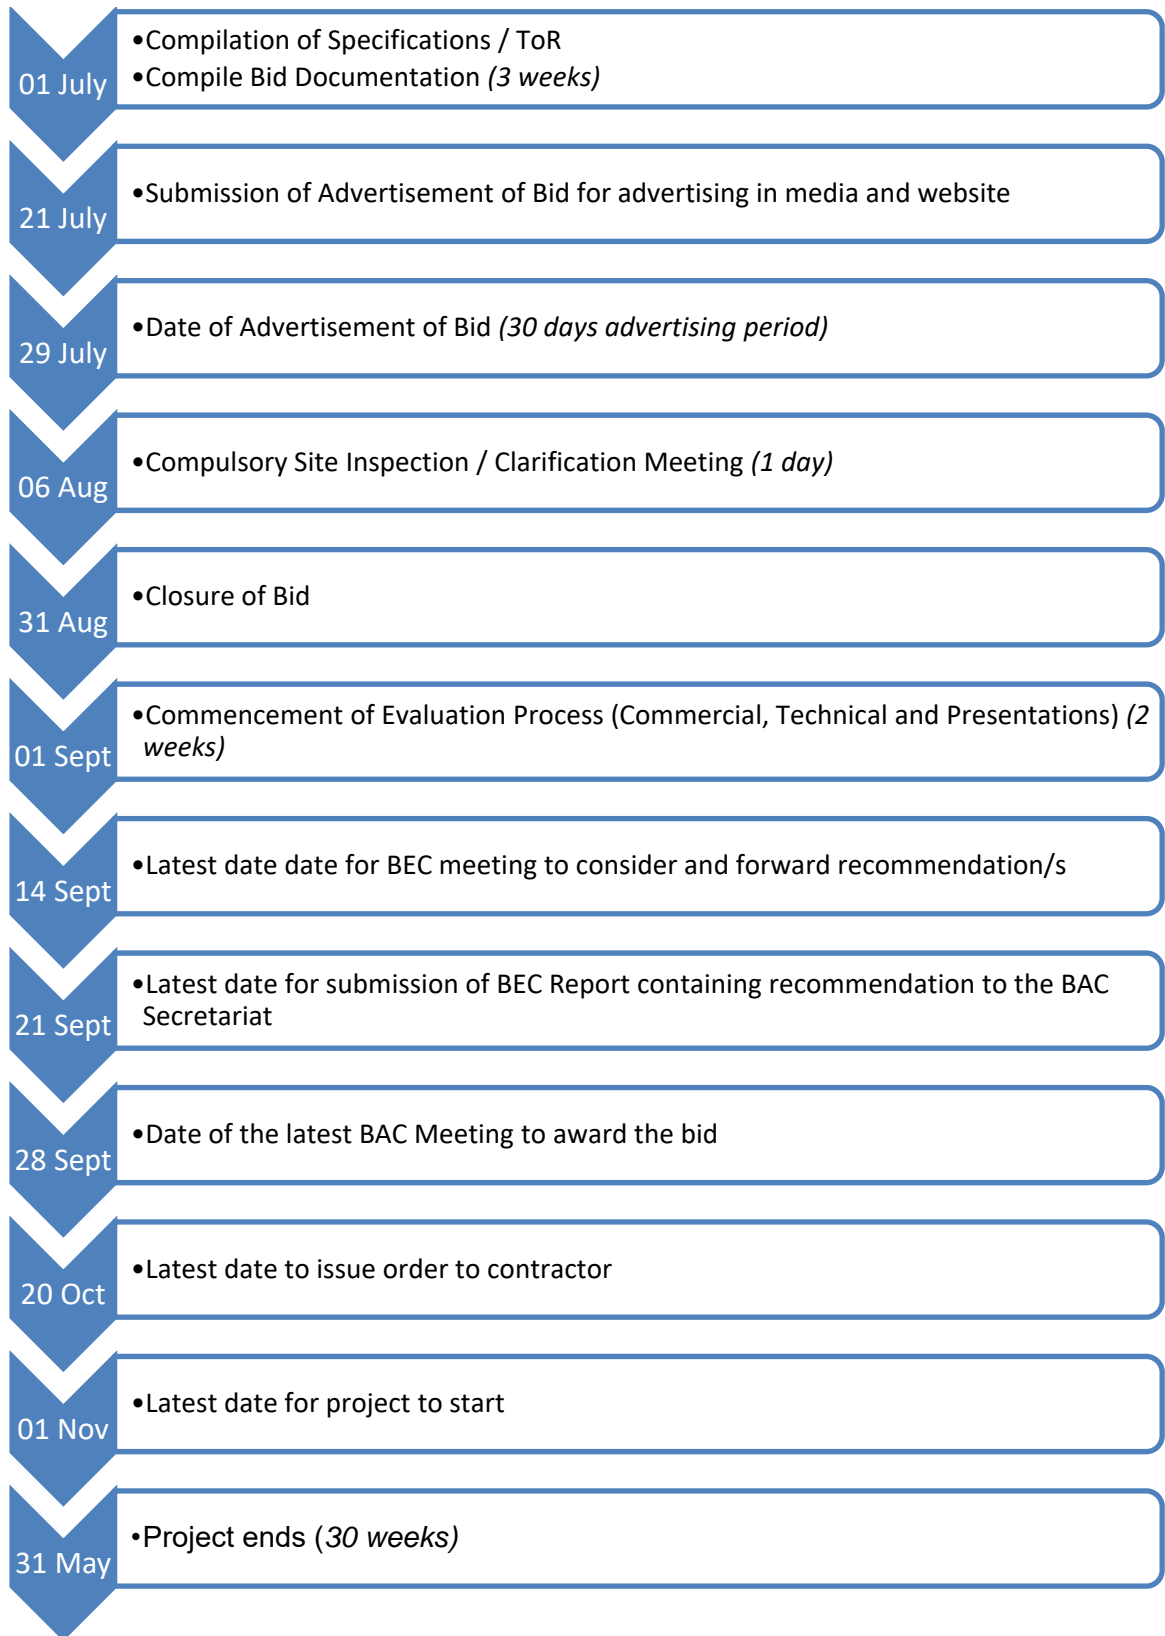 01 July
•Compilation of Specifications / ToR
•Compile Bid Documentation (3 weeks)
21 July
•Submission of Advertisement of Bid for advertising in media and website
29 July
•Date of Advertisement of Bid (30 days advertising period)
06 Aug
•Compulsory Site Inspection / Clarification Meeting (1 day)
31 Aug
•Closure of Bid
01 Sept
•Commencement of Evaluation Process (Commercial, Technical and Presentations) (2
weeks)
14 Sept
•Latest date date for BEC meeting to consider and forward recommendation/s
21 Sept
•Latest date for submission of BEC Report containing recommendation to the BAC
Secretariat
28 Sept
•Date of the latest BAC Meeting to award the bid
20 Oct
•Latest date to issue order to contractor
01 Nov
•Latest date for project to start
31 May
•Project ends (30 weeks)